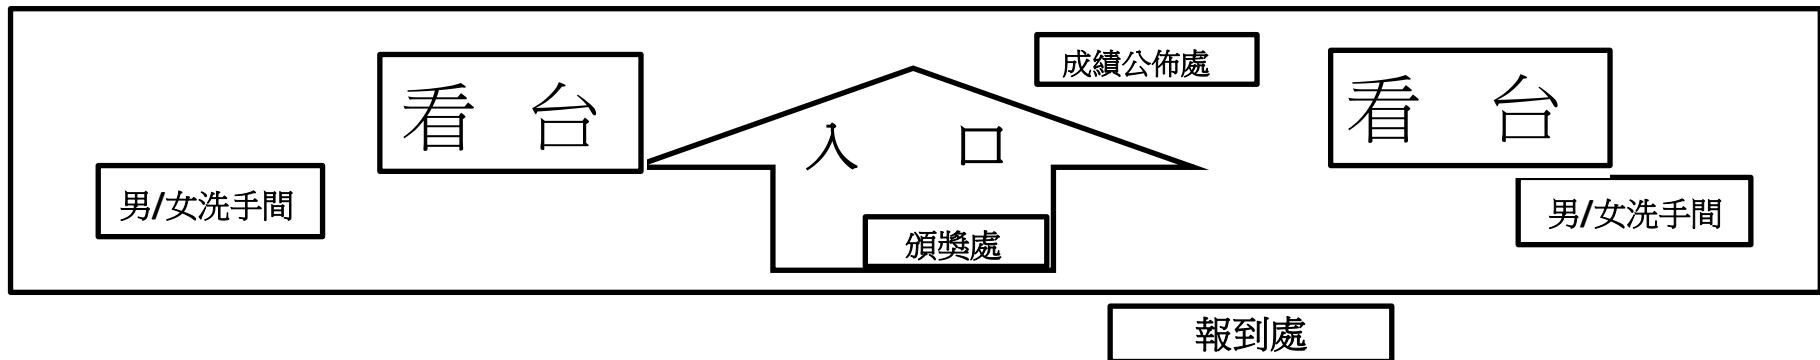 成績公佈處
看 台
看 台
入 口
男/女洗手間
男/女洗手間
頒獎處
報到處